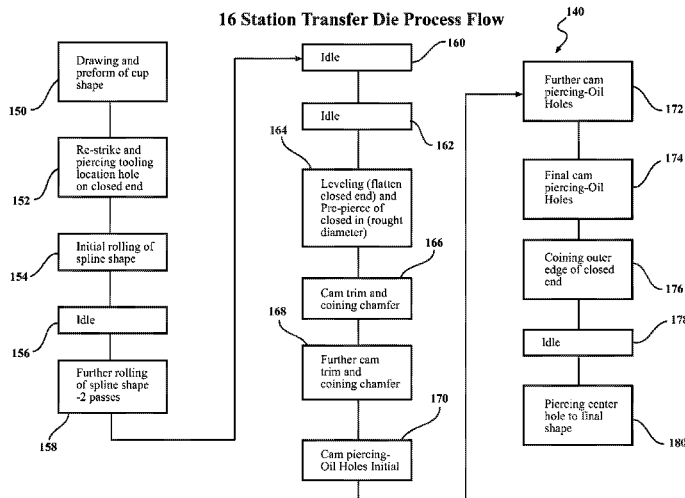 16 Station Transfer Die Process Flow
140
Drawing and
preform of cup
shape
150
Re-strike and
piercing tooling
location hole
on closed end
152
Initial rolling of
spline shape
154
Idle
156
Further rolling
of spline shape
-2 passes
158
Idle
160
Idle
162
164
Leveling (flatten
closed end) and
Pre-pierce of
closed in (rought
diameter)
166
Cam trim and
coining chamfer
168
Further cam
trim and
coining chamfer
170
Cam piercing-
Oil Holes Initial
Further cam
piercing-Oil
Holes
172
174
Final cam
piercing-Oil
Holes
Coining outer
edge of closed
end
176
Idle
178
Piercing center
hole to final
shape
180